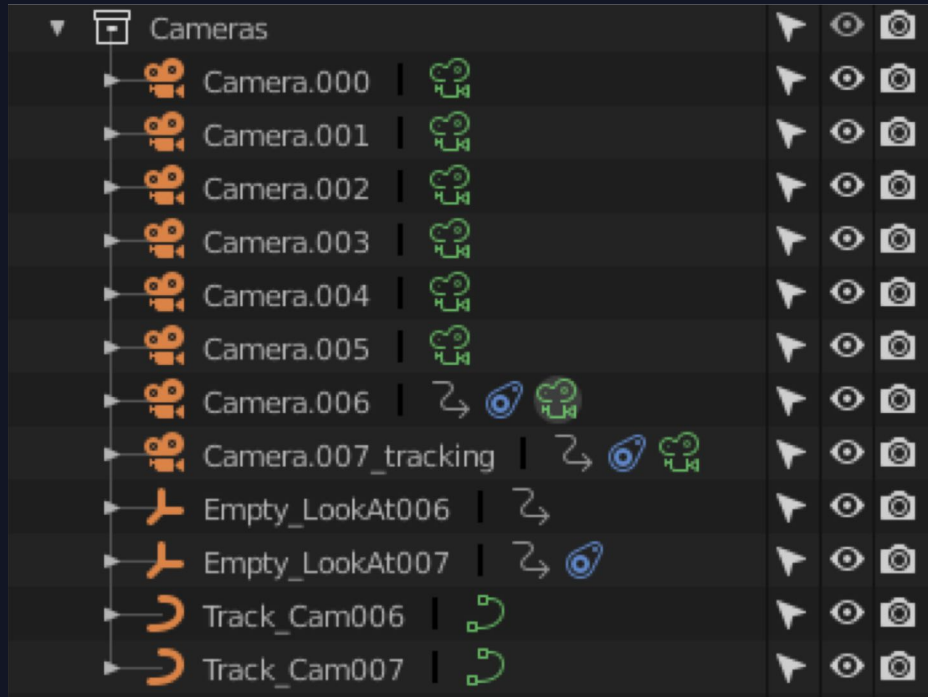 Cameras
Camera.000
Camera.001
Camera.002
Camera.003
Camera.004
Camera.005
Camera.006
Camera.007_tracking
Empty_LookAt006
Empty_LookAt007
Track_Cam006
Track_Cam007